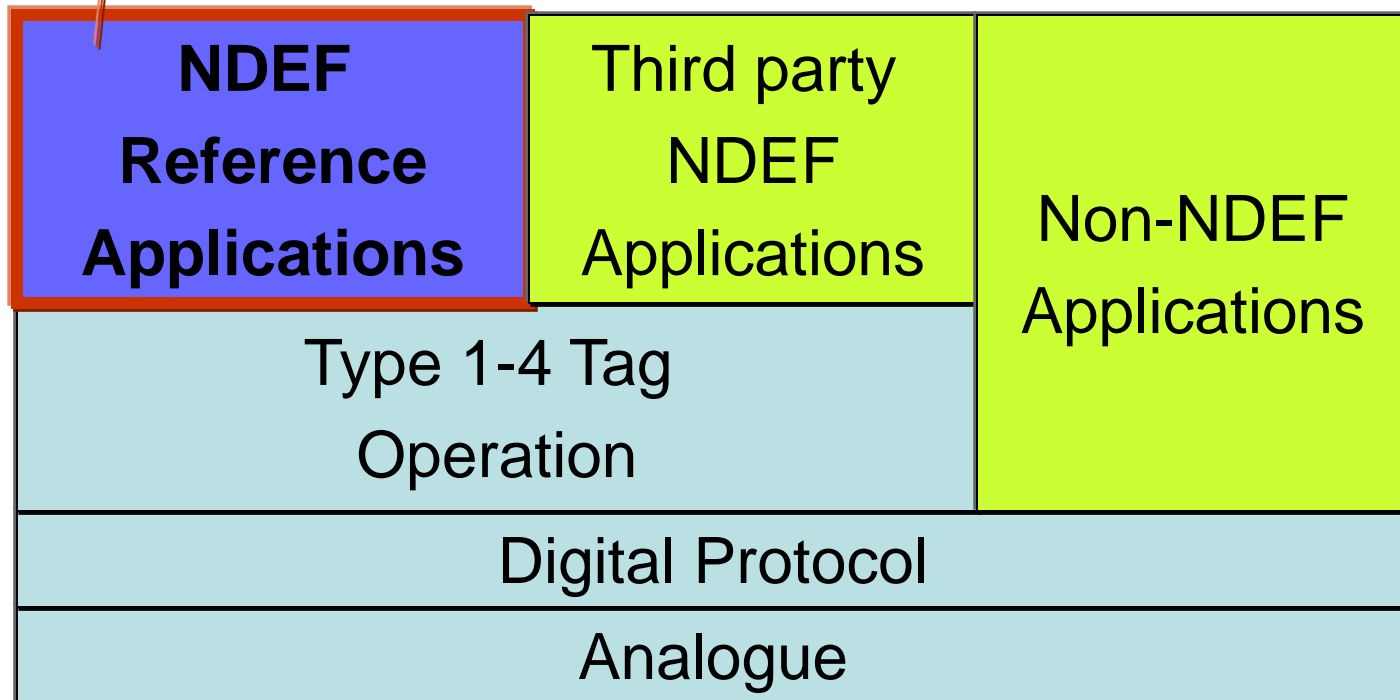 NDEF
Reference
Applications
Third party
NDEF
Applications
Non-NDEF
Applications
Type 1-4 Tag
Operation
Digital Protocol
Analogue